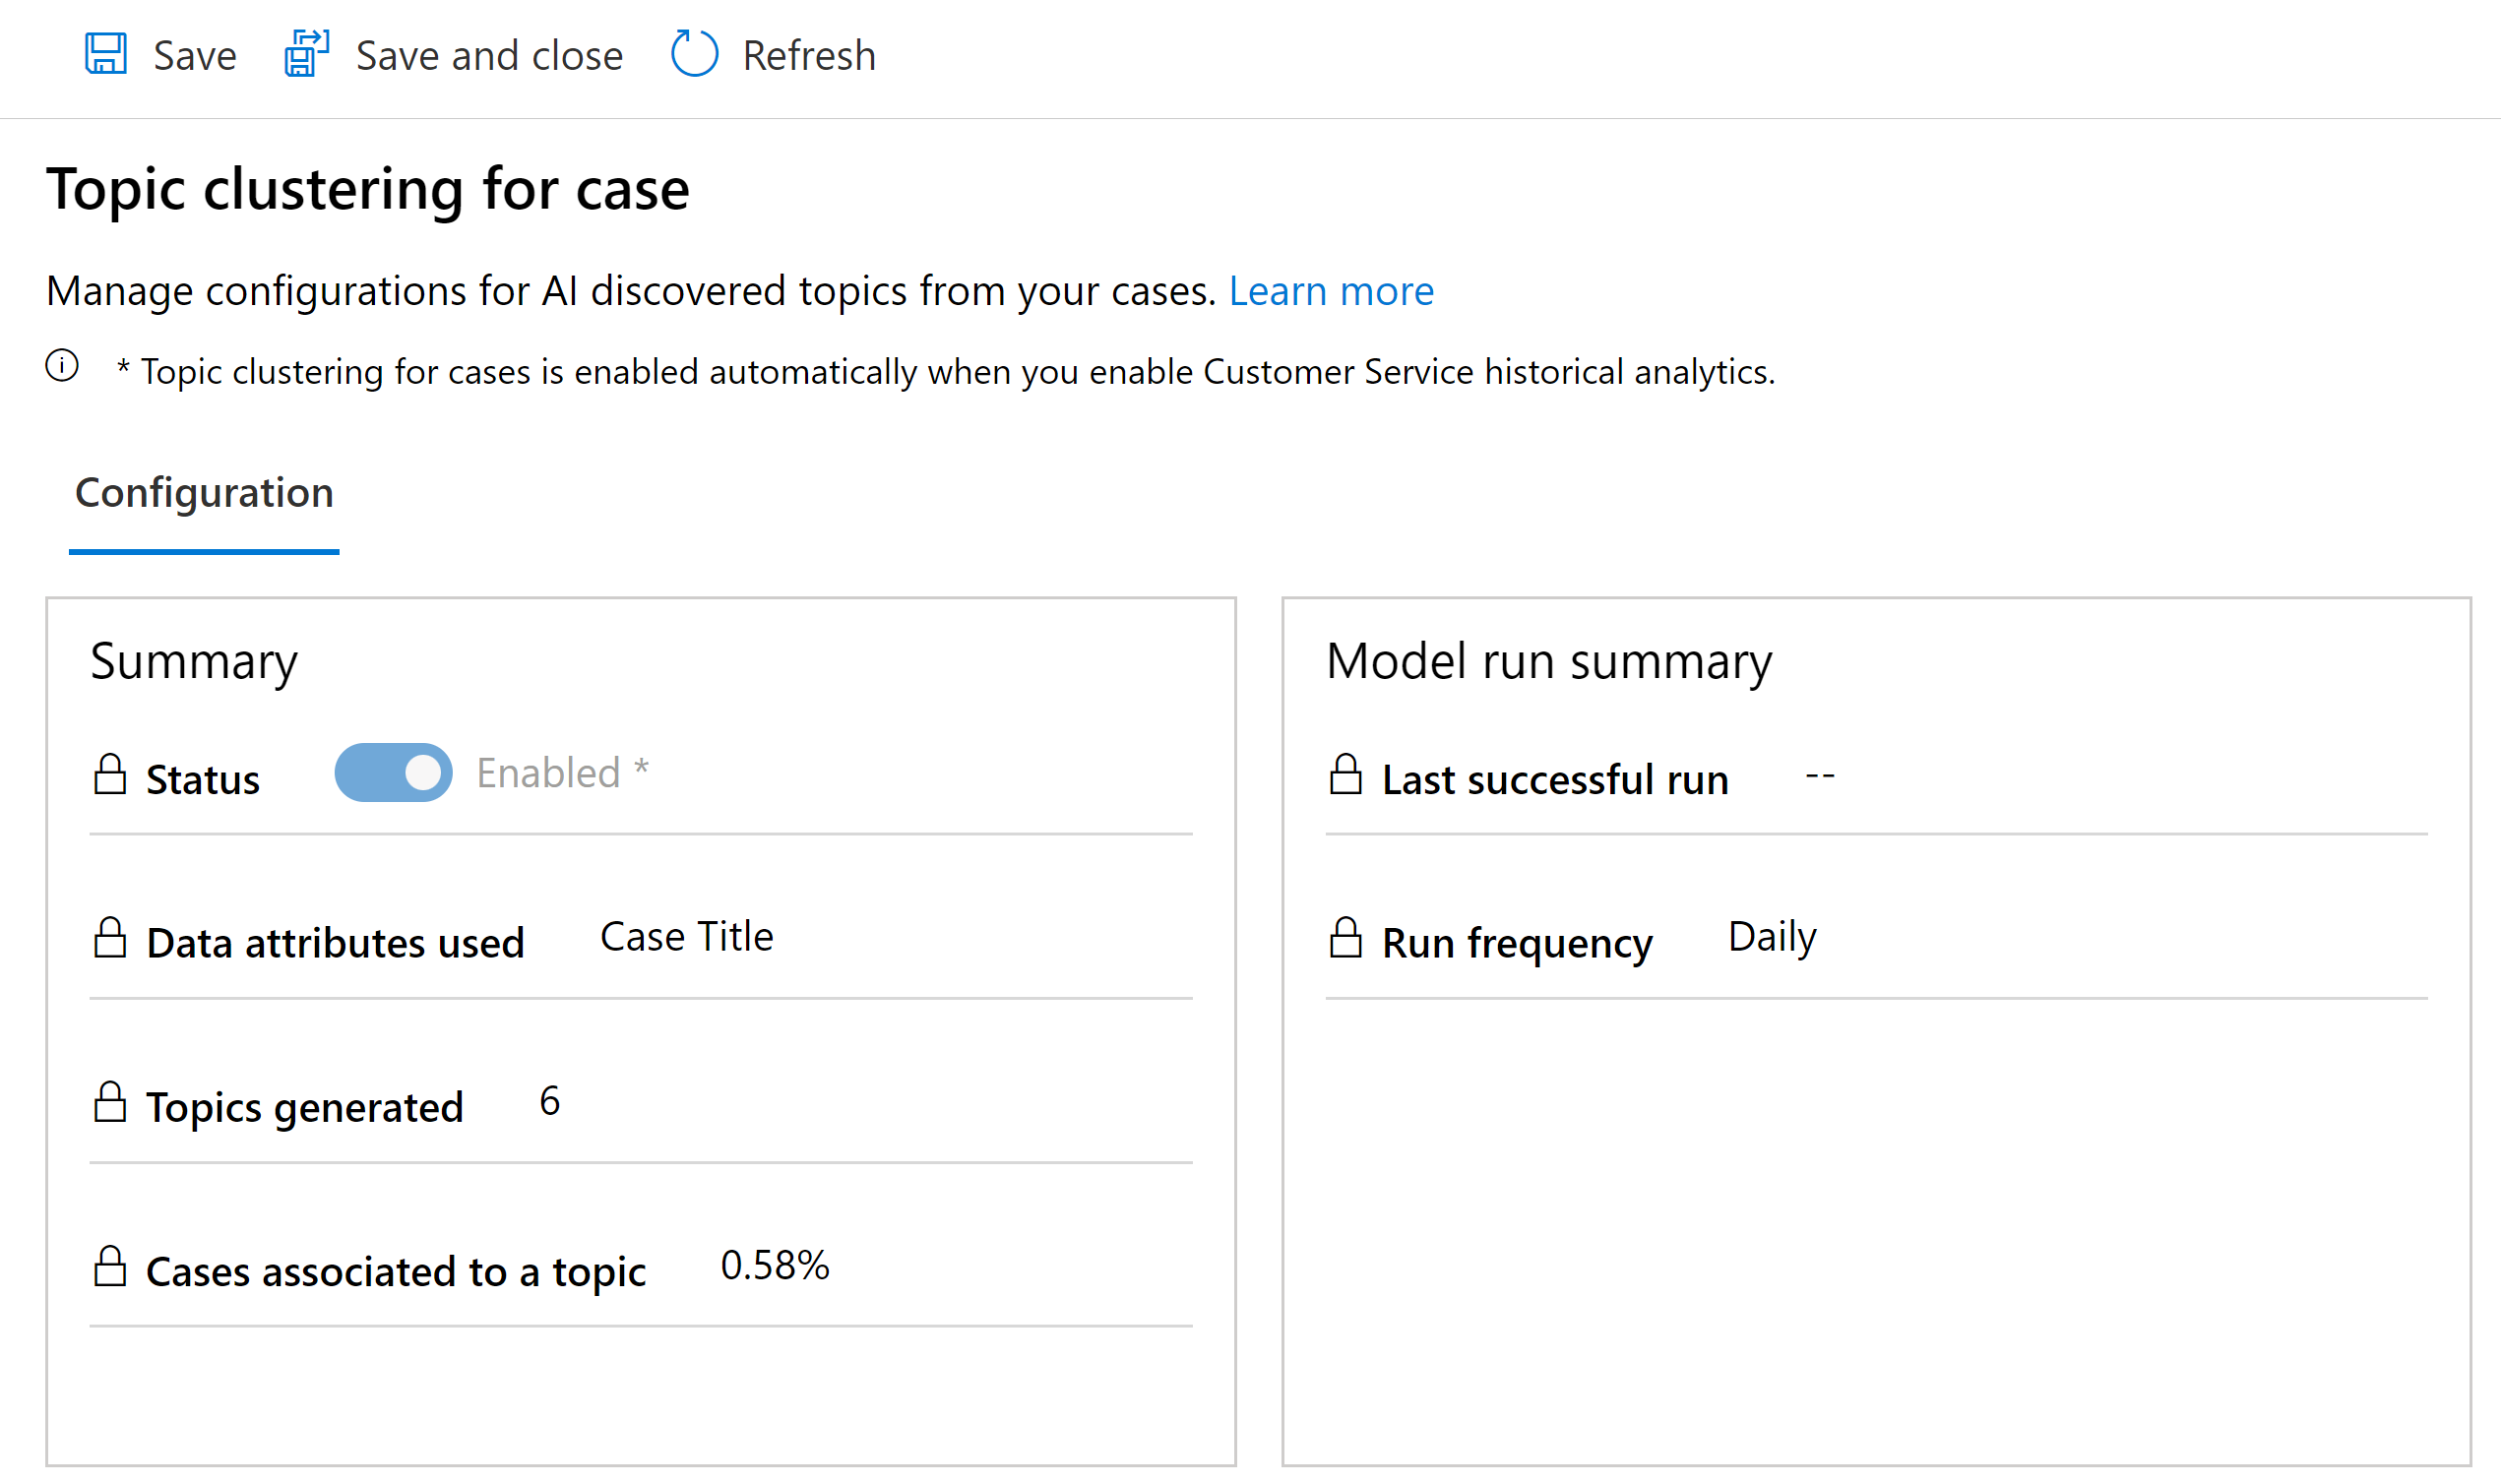 Save Save and close Refresh
Topic clustering for case
Manage configurations for AI discovered topics from your cases. Learn more
* Topic clustering for cases is enabled automatically when you enable Customer Service historical analytics.
Configuration
Summary
Status Enabled *
Data attributes used Case Title
Topics generated 6
Cases associated to a topic 0.58%
Model run summary
Last successful run --
Run frequency Daily